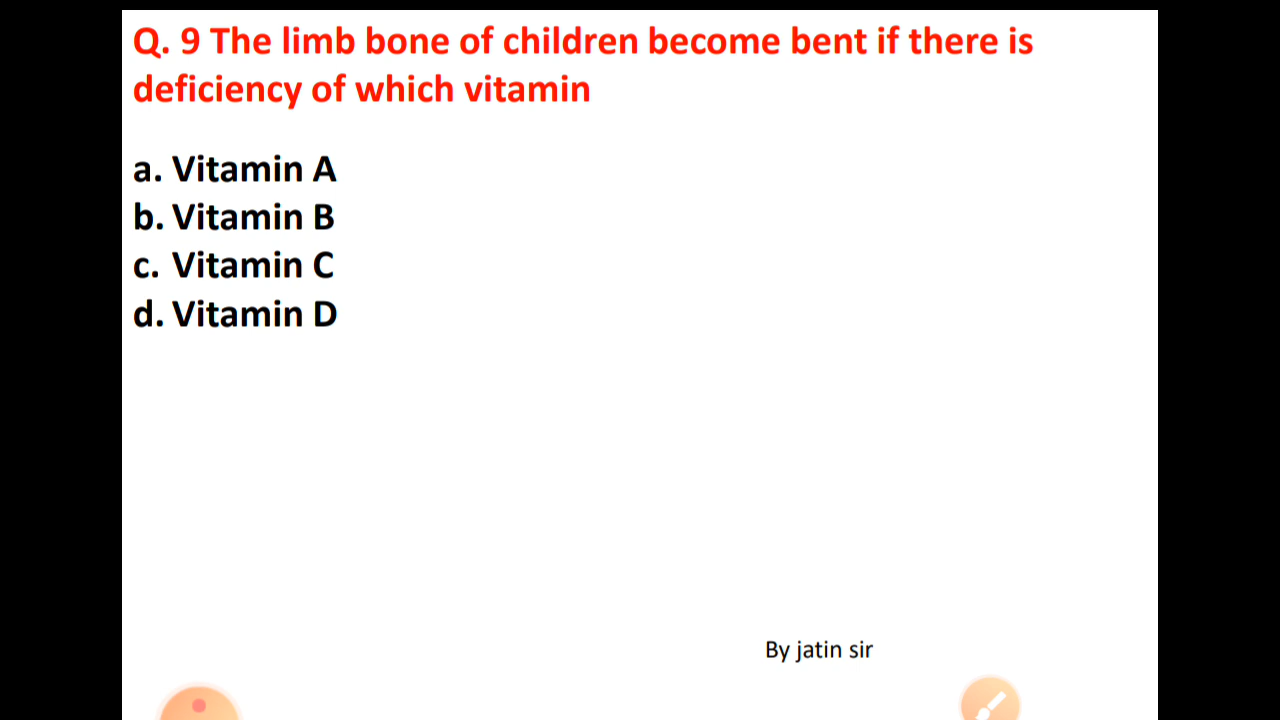 Q. 9 The limb bone of children become bent if there is
deficiency of which vitamin
a. Vitamin A
b. Vitamin B
c. Vitamin C
d. Vitamin D
By jatin sir